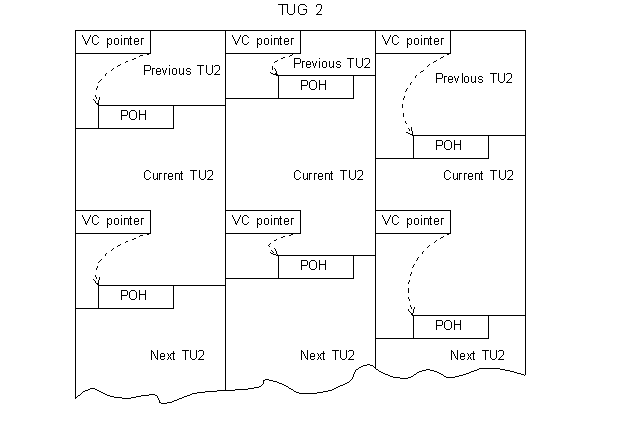 TUG 2
VC pointer VC pointer VC pointer
Previous TU2 Previous TU2 PrevIous TU2
POH POH POH
Current TU2 Current TU2 Current TU2
VC pointer VC pointer VC pointer
POH POH POH
Next TU2 Next TU2 Next TU2